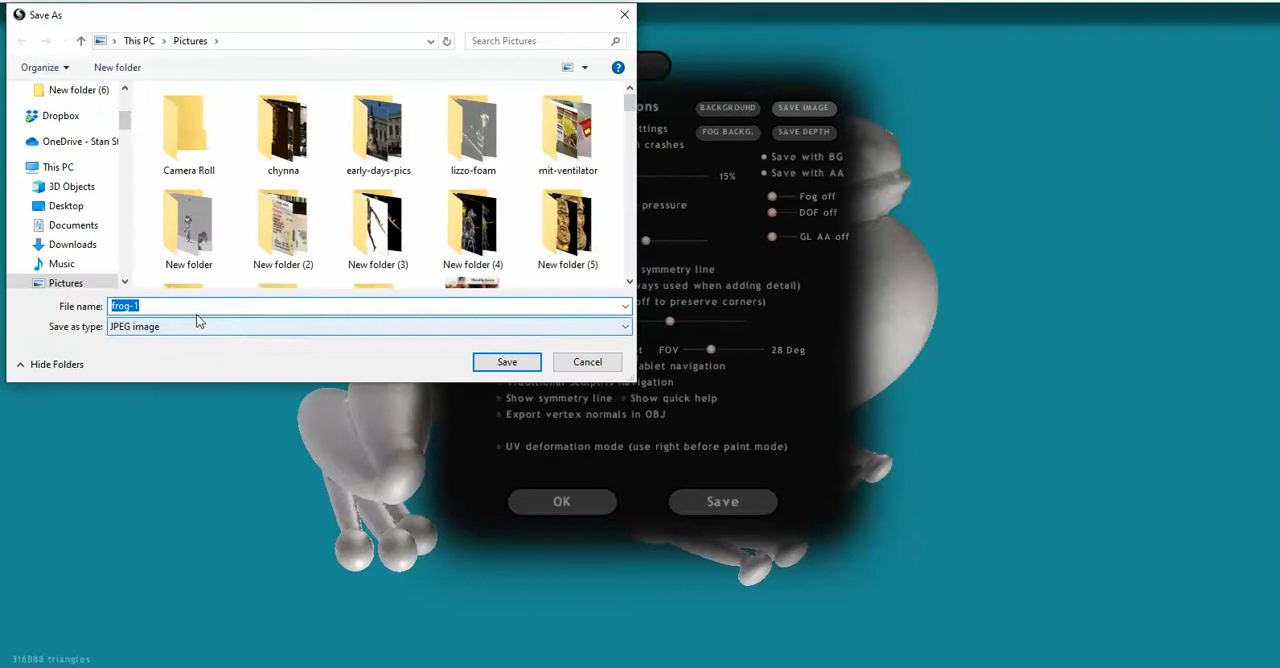 Save As
This PC
Pictures
Search Pictures
Organize
New folder
New folder (6)
Dropbox
OneDrive - Stan St
This PC
3D Objects
Desktop
Documents
Downloads
Music
Pictures
Camera Roll
chynna
early-days-pics
lizzo-foam
mit-ventilator
New folder
New folder (2)
New folder (3)
New folder (4)
New folder (5)
File name:
frog-1
Save as type:
JPEG image
Hide Folders
Save
Cancel
BACKGROUND
SAVE IMAGE
FOG BACKG.
SAVE DEPTH
crashes
Save with BG
Save with AA
15%
Fog off
pressure
DOF off
GL AA off
symmetry line
used when adding detail)
to preserve corners)
FOV
28 Deg
navigation
Show symmetry line
Show quick help
Export vertex normals in OBJ
UV deformation mode (use right before paint mode)
OK
Save
316888 triangles